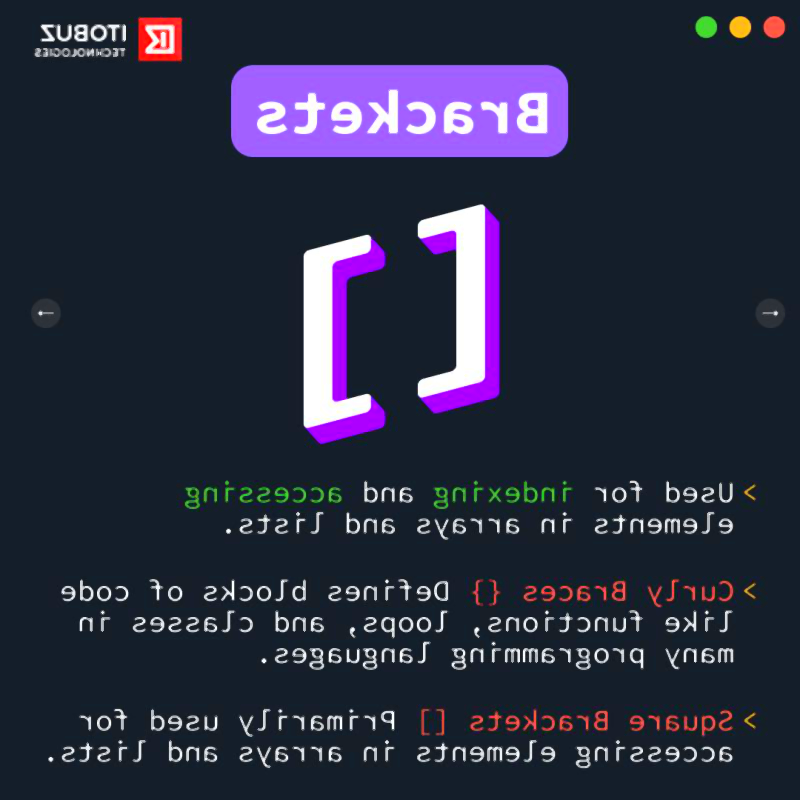 ITOBUZ
TECHNOLOGIES
Brackets
[]
> Used for indexing and accessing
elements in arrays and lists.
> Curly Braces {} Defines blocks of code
like functions, loops, and classes in
many programming languages.
> Square Brackets [] Primarily used for
accessing elements in arrays and lists.